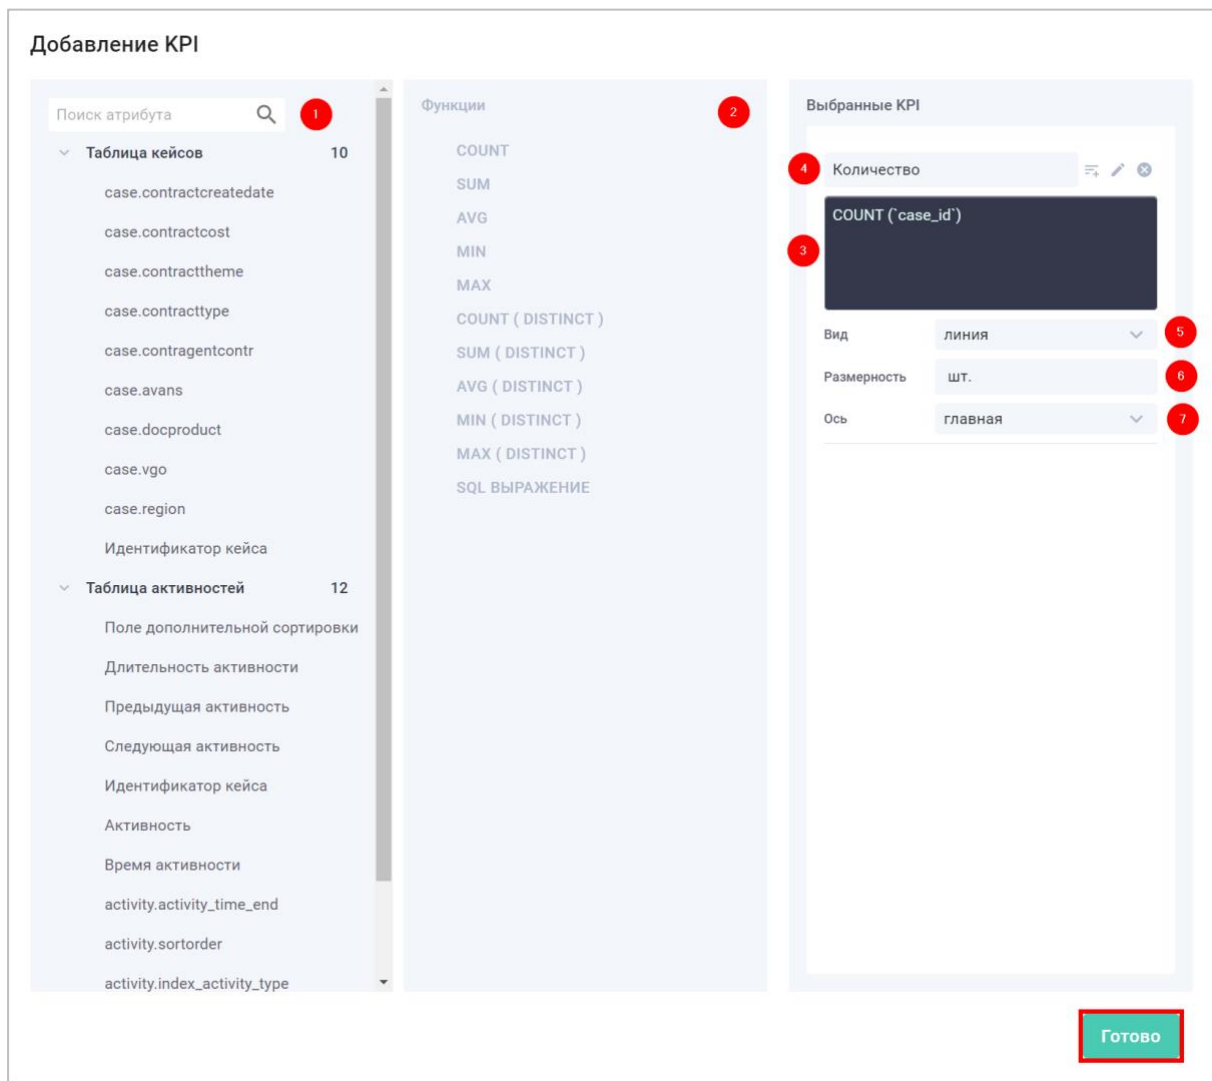 Добавление KPI
Поиск атрибута
1
Таблица кейсов 10
case.contractcreatedate
case.contractcost
case.contracttheme
case.contracttype
case.contragentcontr
case.avans
case.docproduct
case.vgo
case.region
Идентификатор кейса
Таблица активностей 12
Поле дополнительной сортировки
Длительность активности
Предыдущая активность
Следующая активность
Идентификатор кейса
Активность
Время активности
activity.activity_time_end
activity.sortorder
activity.index_activity_type
Функции
2
COUNT
SUM
AVG
MIN
MAX
COUNT ( DISTINCT )
SUM ( DISTINCT )
AVG ( DISTINCT )
MIN ( DISTINCT )
MAX ( DISTINCT )
SQL ВЫРАЖЕНИЕ
Выбранные KPI
4 Количество
COUNT (`case_id`)
3
Вид линия 5
Размерность шт. 6
Ось главная 7
Готово